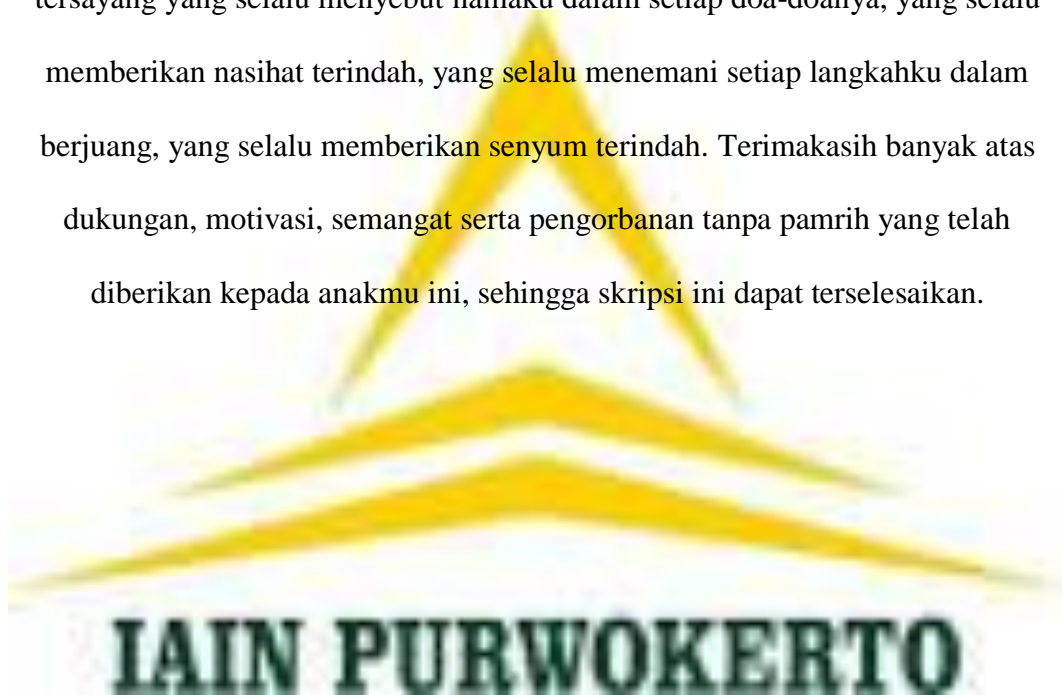 tersayang yang selalu menyebut namaku dalam setiap doa-doanya, yang selalu
memberikan nasihat terindah, yang selalu menemani setiap langkahku dalam
berjuang, yang selalu memberikan senyum terindah. Terimakasih banyak atas
dukungan, motivasi, semangat serta pengorbanan tanpa pamrih yang telah
diberikan kepada anakmu ini, sehingga skripsi ini dapat terselesaikan.
IAIN PURWOKERTO